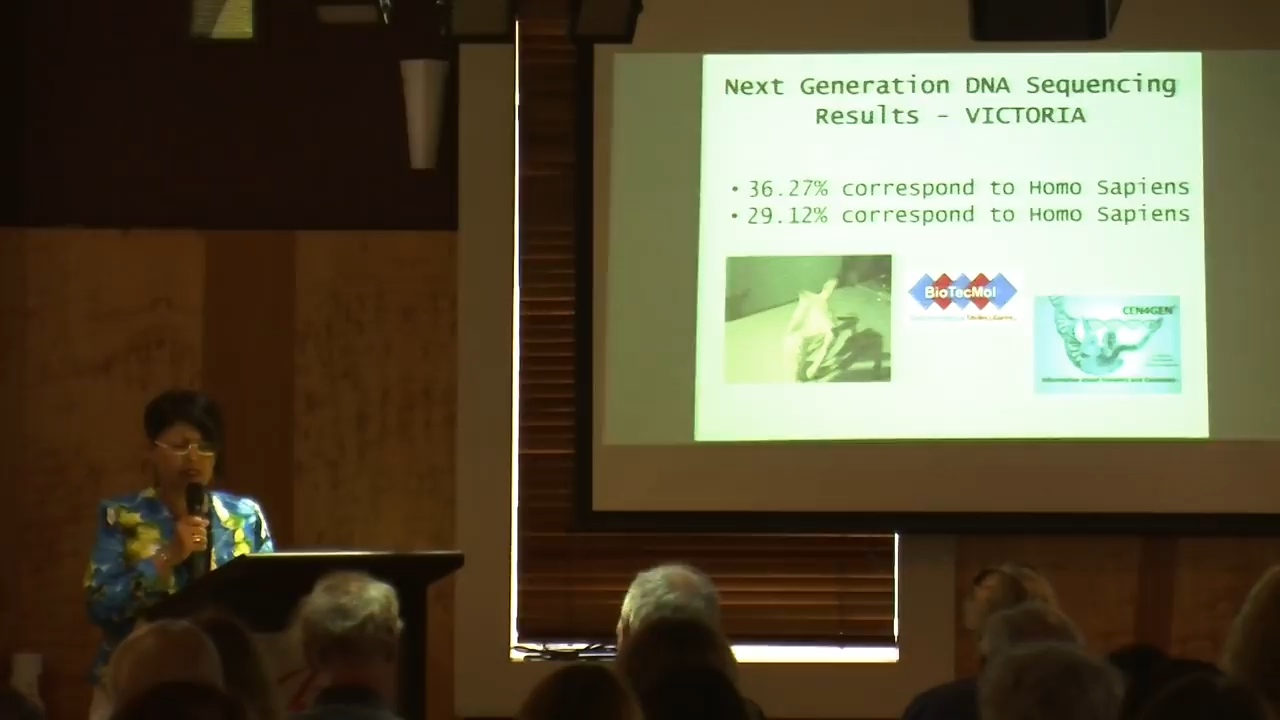 Next Generation DNA Sequencing
Results - VICTORIA
• 36.27% correspond to Homo Sapiens
• 29.12% correspond to Homo Sapiens
BioTecMol
CEN4GEN